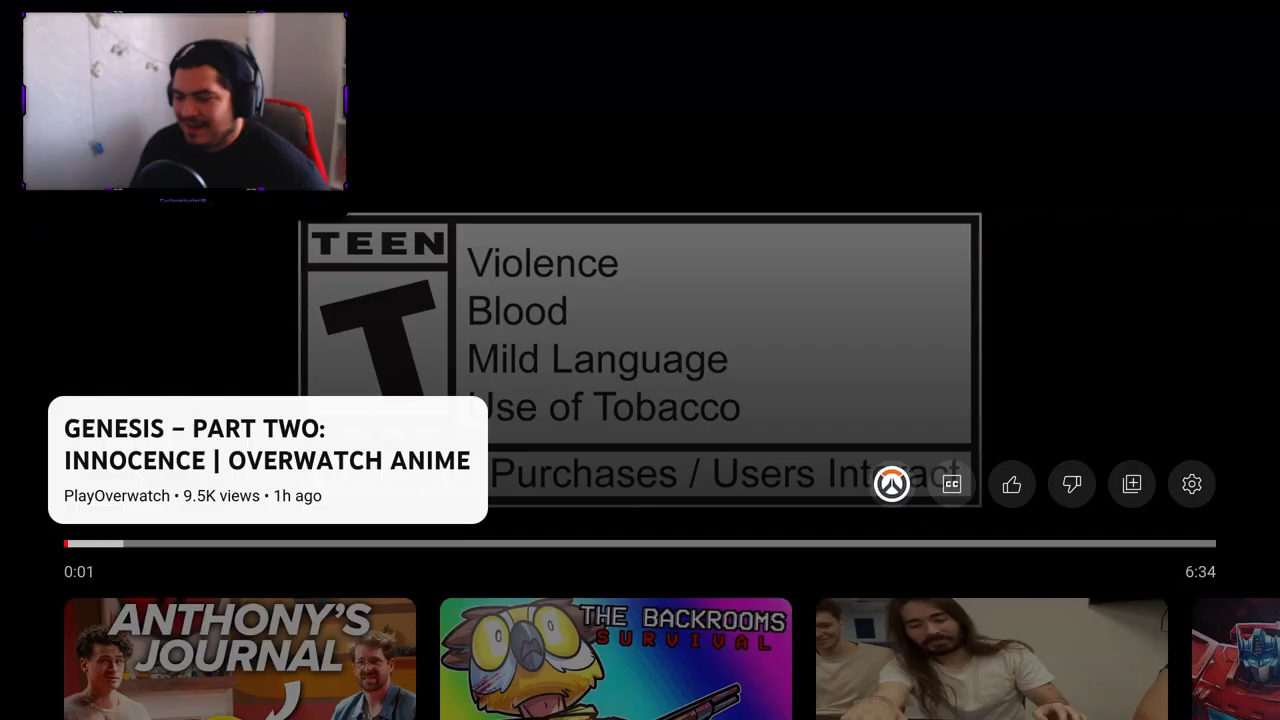 TEEN
T
Violence
Blood
Mild Language
Use of Tobacco
Purchases / Users Interact
GENESIS – PART TWO:
INNOCENCE | OVERWATCH ANIME
PlayOverwatch • 9.5K views • 1h ago
CC
0:01
6:34
ANTHONY'S
JOURNAL
THE BACKROOMS
SURVIVAL